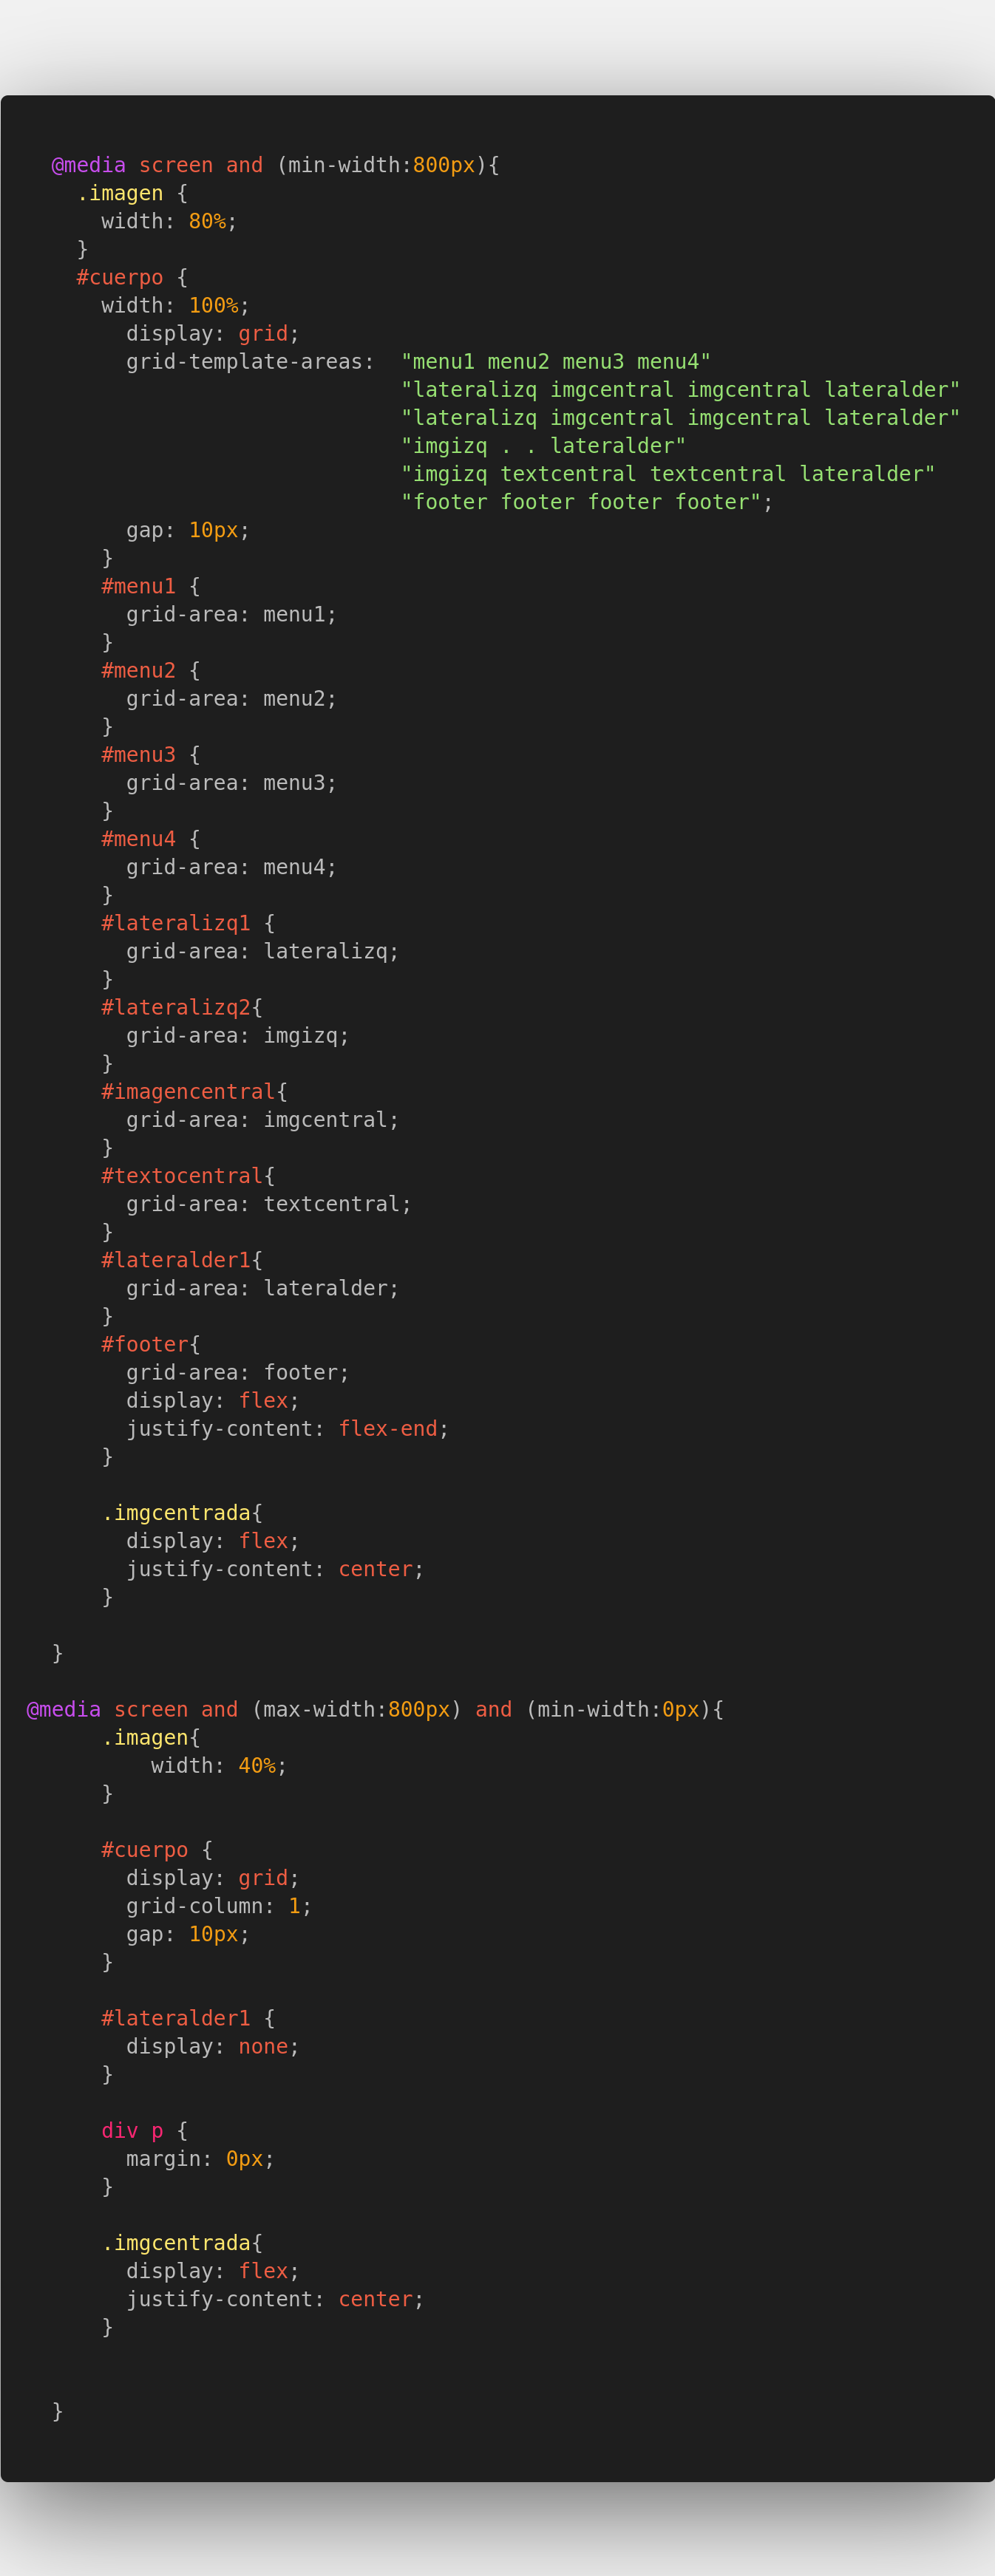 @media screen and (min-width:800px){
.imagen {
width: 80%;
}
#cuerpo {
width: 100%;
display: grid;
grid-template-areas:  "menu1 menu2 menu3 menu4"
"lateralizq imgcentral imgcentral lateralder"
"lateralizq imgcentral imgcentral lateralder"
"imgizq . . lateralder"
"imgizq textcentral textcentral lateralder"
"footer footer footer footer";
gap: 10px;
}
#menu1 {
grid-area: menu1;
}
#menu2 {
grid-area: menu2;
}
#menu3 {
grid-area: menu3;
}
#menu4 {
grid-area: menu4;
}
#lateralizq1 {
grid-area: lateralizq;
}
#lateralizq2{
grid-area: imgizq;
}
#imagencentral{
grid-area: imgcentral;
}
#textocentral{
grid-area: textcentral;
}
#lateralder1{
grid-area: lateralder;
}
#footer{
grid-area: footer;
display: flex;
justify-content: flex-end;
}
.imgcentrada{
display: flex;
justify-content: center;
}
}
@media screen and (max-width:800px) and (min-width:0px){
.imagen{
width: 40%;
}
#cuerpo {
display: grid;
grid-column: 1;
gap: 10px;
}
#lateralder1 {
display: none;
}
div p {
margin: 0px;
}
.imgcentrada{
display: flex;
justify-content: center;
}
}